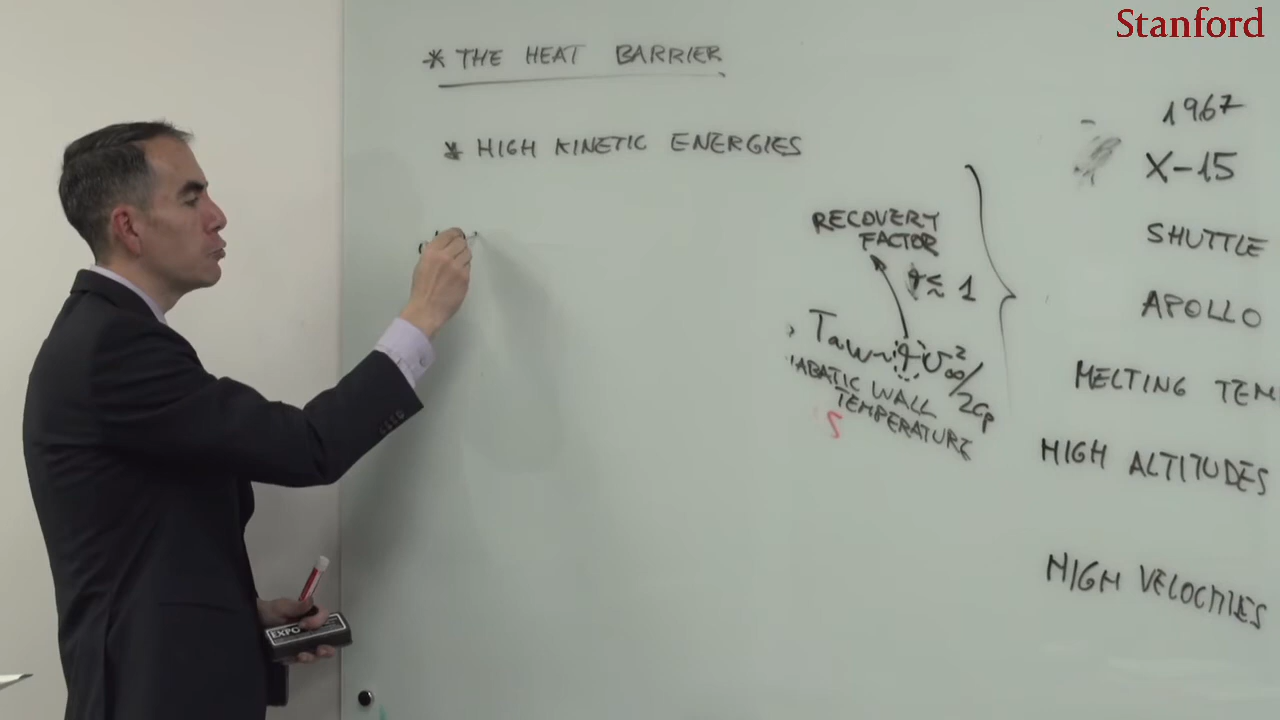 Stanford
* THE HEAT BARRIER
* HIGH KINETIC ENERGIES
RECOVERY
FACTOR
r ≲ 1
Taw ~ r U∞²/2cp
WALL
TEMPERATURE
1967
X-15
SHUTTLE
APOLLO
MELTING TEM
HIGH ALTITUDES
HIGH VELOCITIES
EXPO